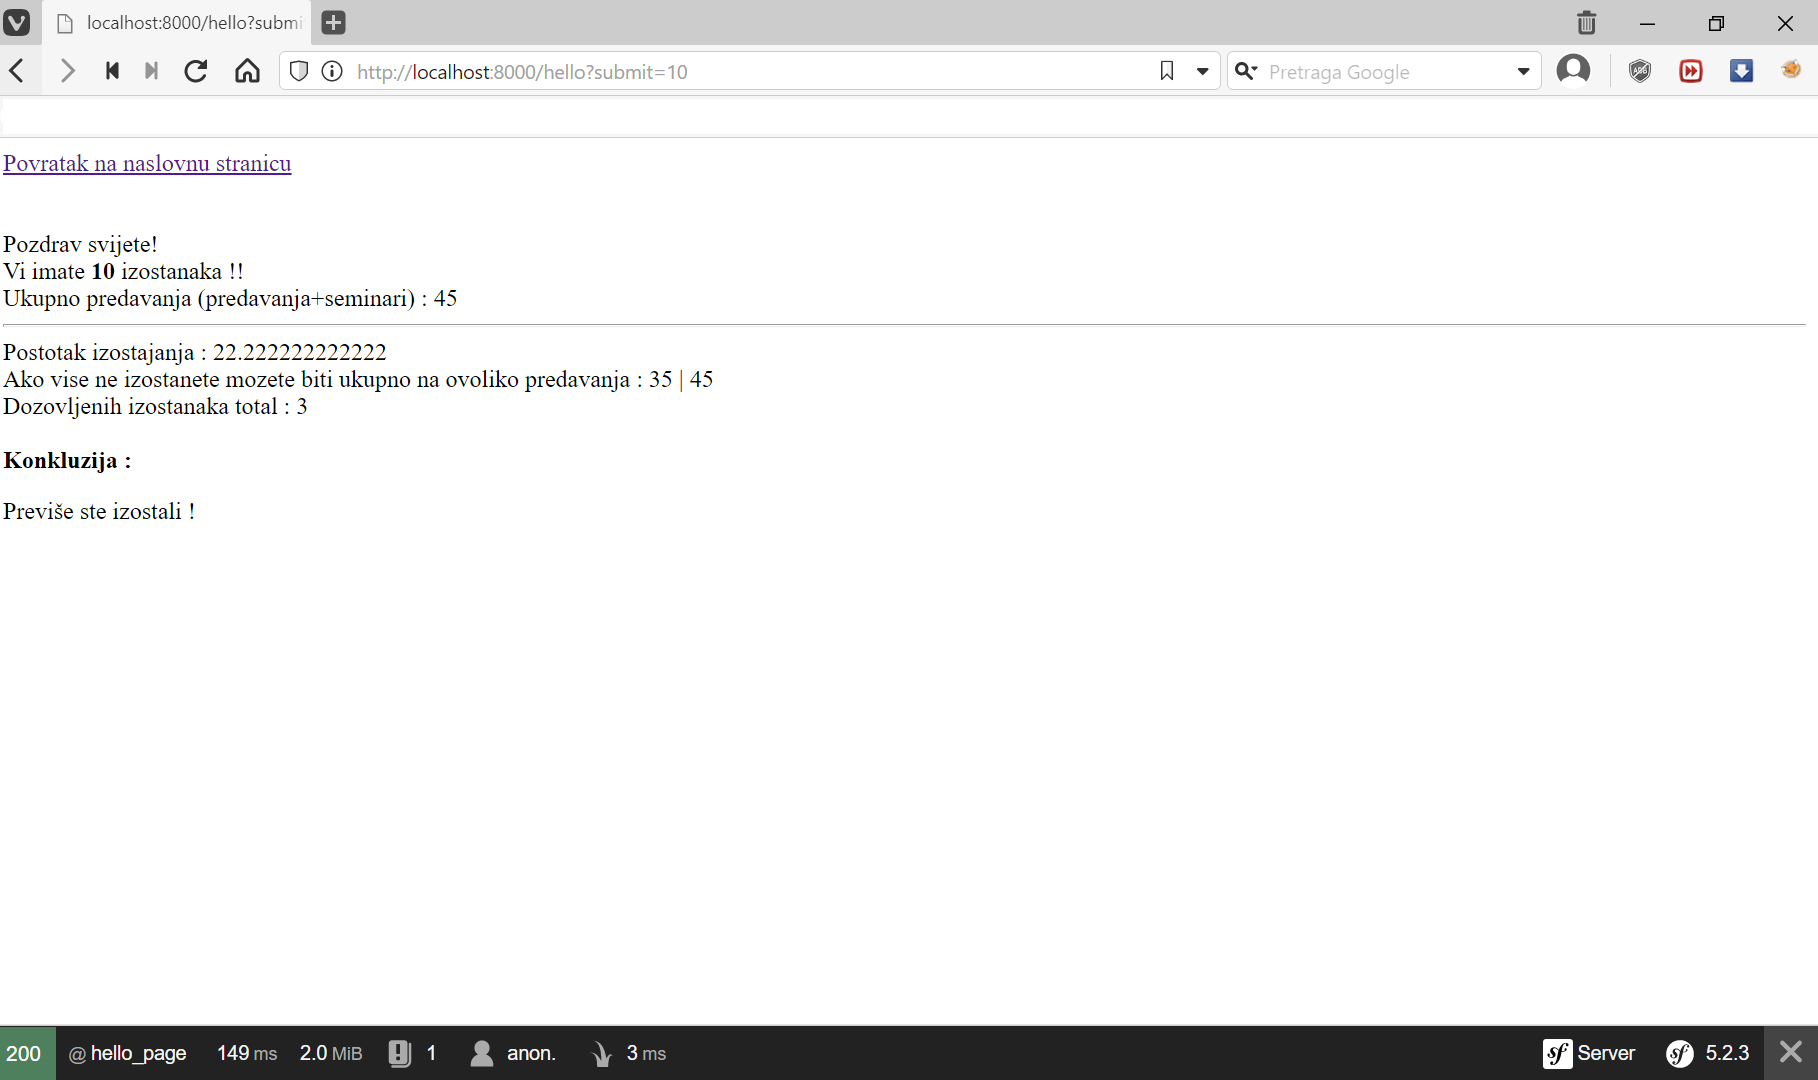 localhost:8000/hello?submi
http://localhost:8000/hello?submit=10
Pretraga Google
ABP
Povratak na naslovnu stranicu
Pozdrav svijete!
Vi imate 10 izostanaka !!
Ukupno predavanja (predavanja+seminari) : 45
Postotak izostajanja : 22.222222222222
Ako vise ne izostanete mozete biti ukupno na ovoliko predavanja : 35 | 45
Dozovljenih izostanaka total : 3
Konkluzija :
Previše ste izostali !
200 @ hello_page 149 ms 2.0 MiB 1 anon. 3 ms sf Server sf 5.2.3